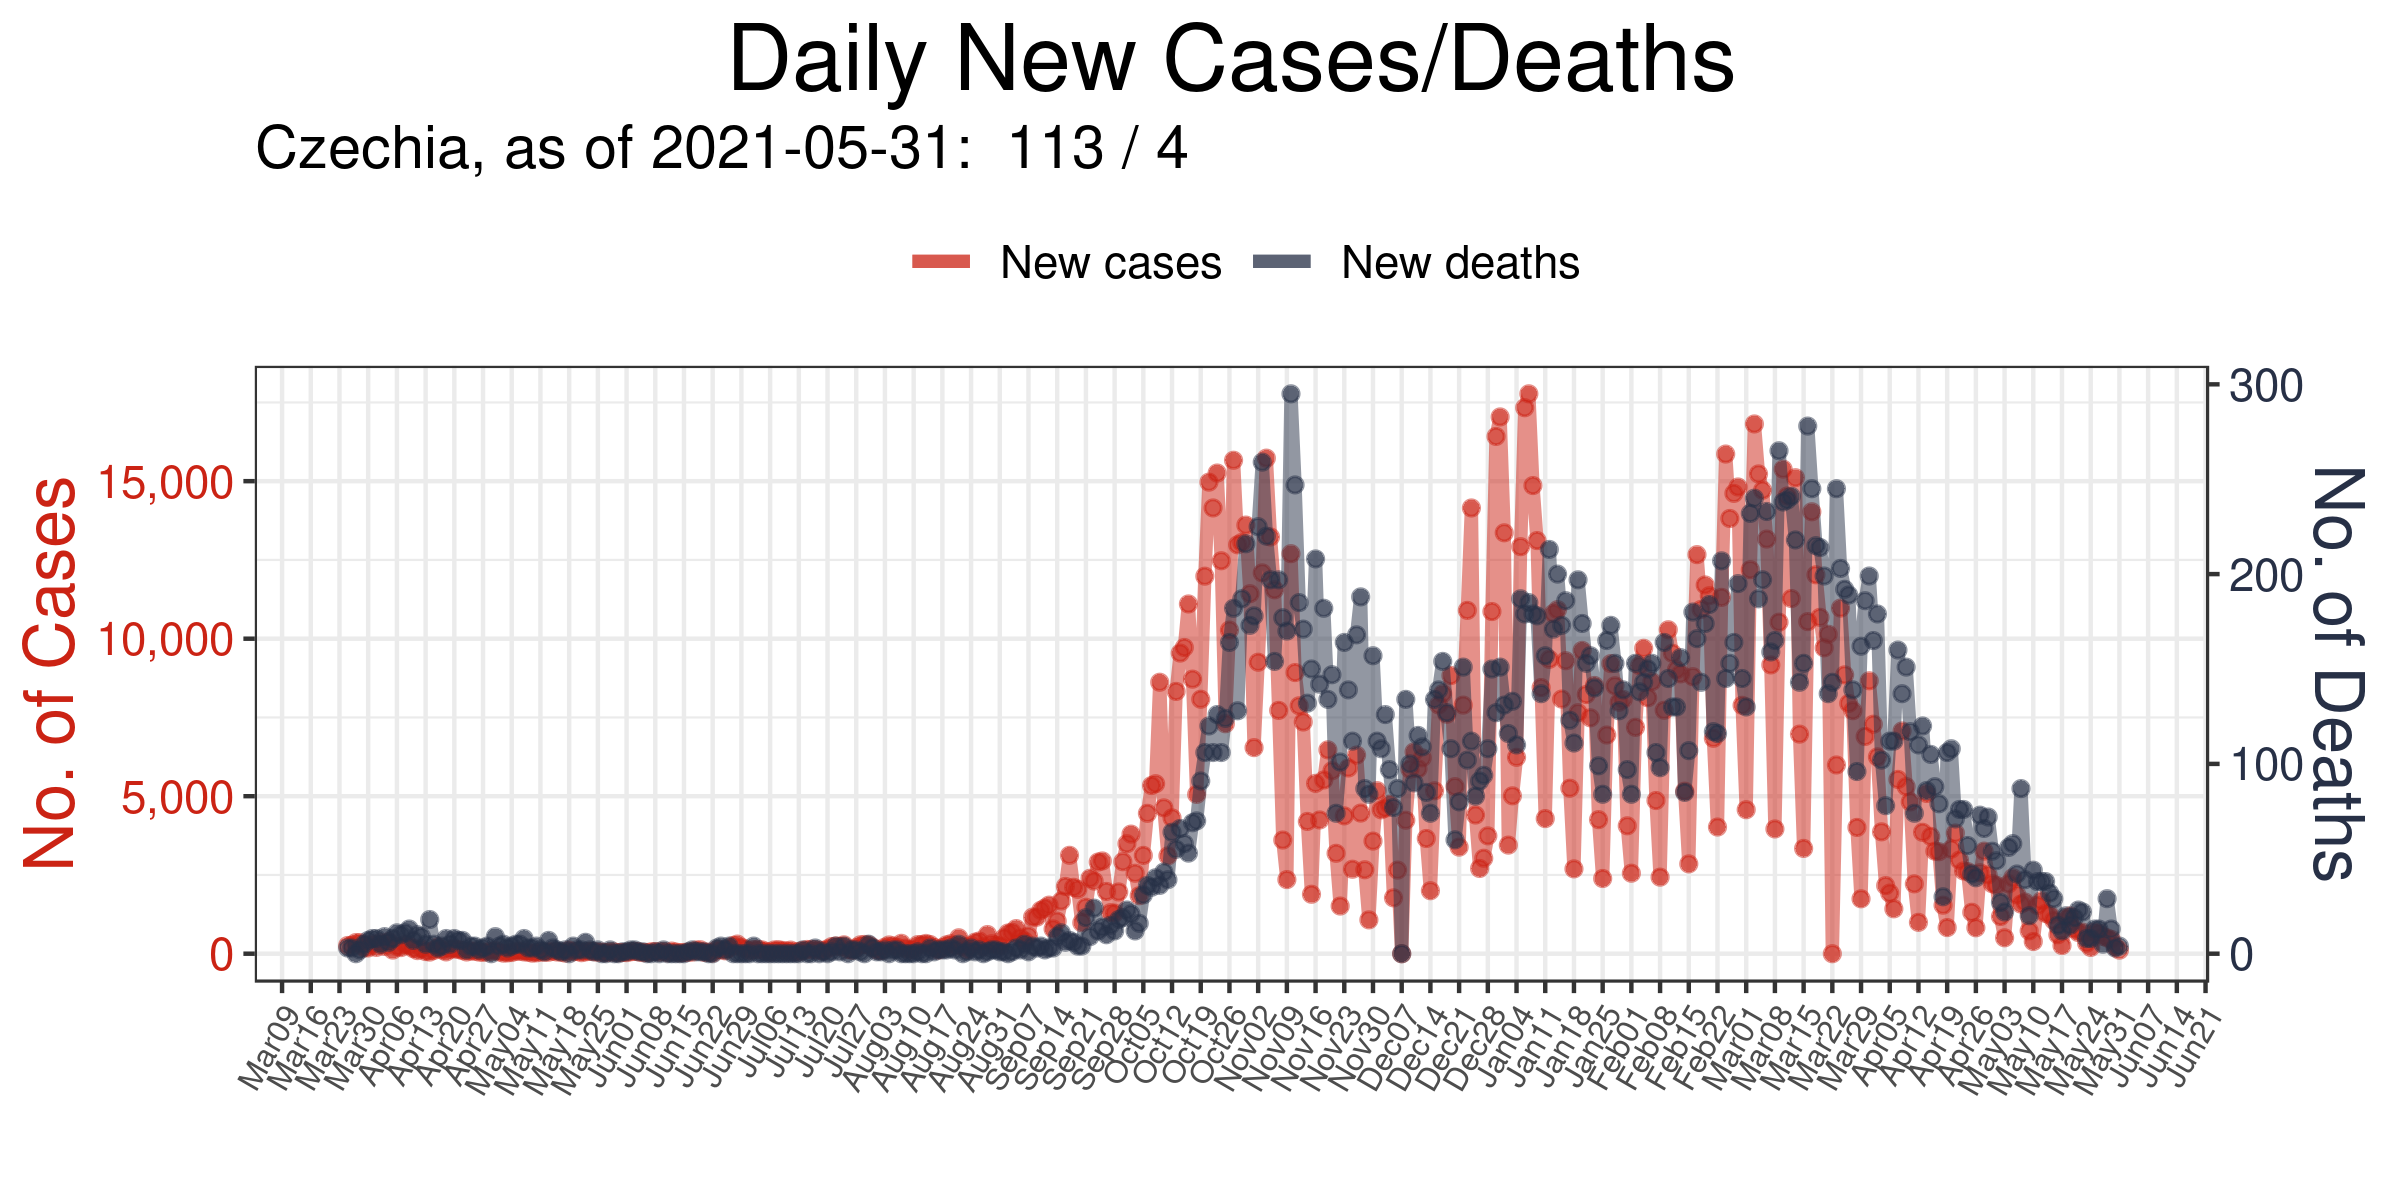 Daily New Cases/Deaths
Czechia, as of 2021-05-31:  113 / 4
New cases New deaths
No. of Cases
15,000
10,000
5,000
0
300
200
100
0
No. of Deaths
Mar09 Mar16 Mar23 Mar30 Apr06 Apr13 Apr20 Apr27 May04 May11 May18 May25 Jun01 Jun08 Jun15 Jun22 Jun29 Jul06 Jul13 Jul20 Jul27 Aug03 Aug10 Aug17 Aug24 Aug31 Sep07 Sep14 Sep21 Sep28 Oct05 Oct12 Oct19 Oct26 Nov02 Nov09 Nov16 Nov23 Nov30 Dec07 Dec14 Dec21 Dec28 Jan04 Jan11 Jan18 Jan25 Feb01 Feb08 Feb15 Feb22 Mar01 Mar08 Mar15 Mar22 Mar29 Apr05 Apr12 Apr19 Apr26 May03 May10 May17 May24 May31 Jun07 Jun14 Jun21